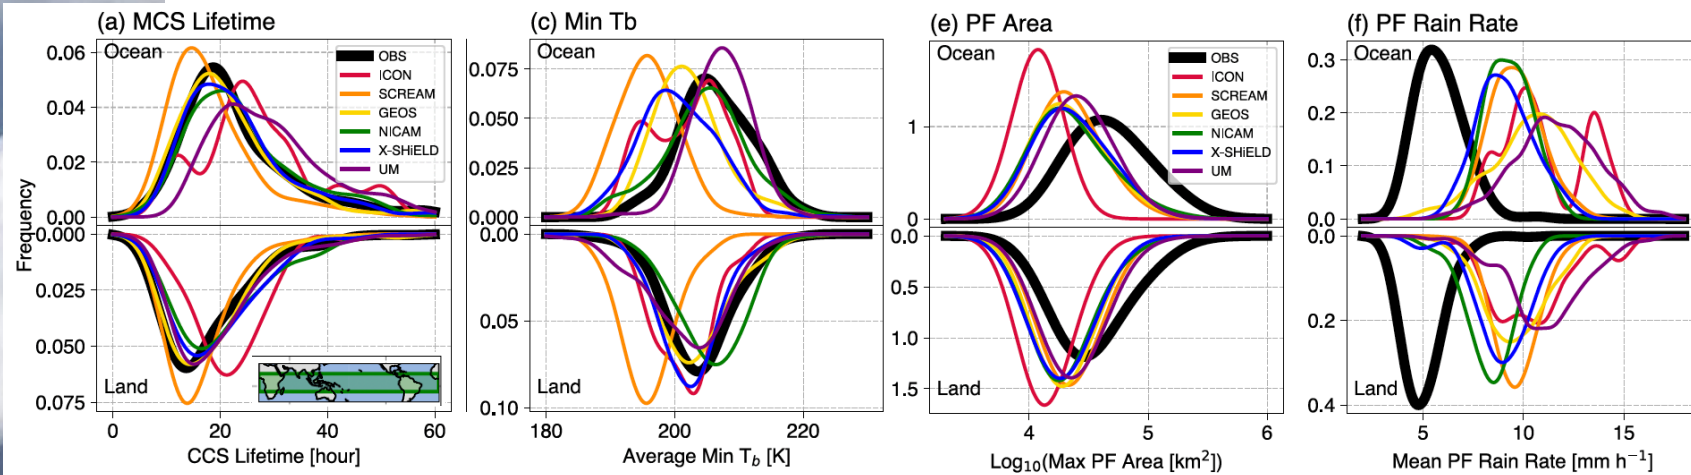 (a) MCS Lifetime
(c) Min Tb
(e) PF Area
(f) PF Rain Rate
Frequency
Ocean
0.06
0.04
0.02
0.00
OBS
ICON
SCREAM
GEOS
NICAM
X-SHiELD
UM
0.000
0.025
0.050
0.075
Land
0
20
40
60
CCS Lifetime [hour]
Ocean
0.075
0.050
0.025
0.000
0.00
0.05
0.10
Land
180
200
220
Average Min T_b [K]
Ocean
1
0
OBS
ICON
SCREAM
GEOS
NICAM
X-SHiELD
UM
0.0
0.5
1.0
1.5
Land
4
5
6
Log₁₀(Max PF Area [km²])
Ocean
0.3
0.2
0.1
0.0
0.0
0.2
0.4
Land
5
10
15
Mean PF Rain Rate [mm h⁻¹]